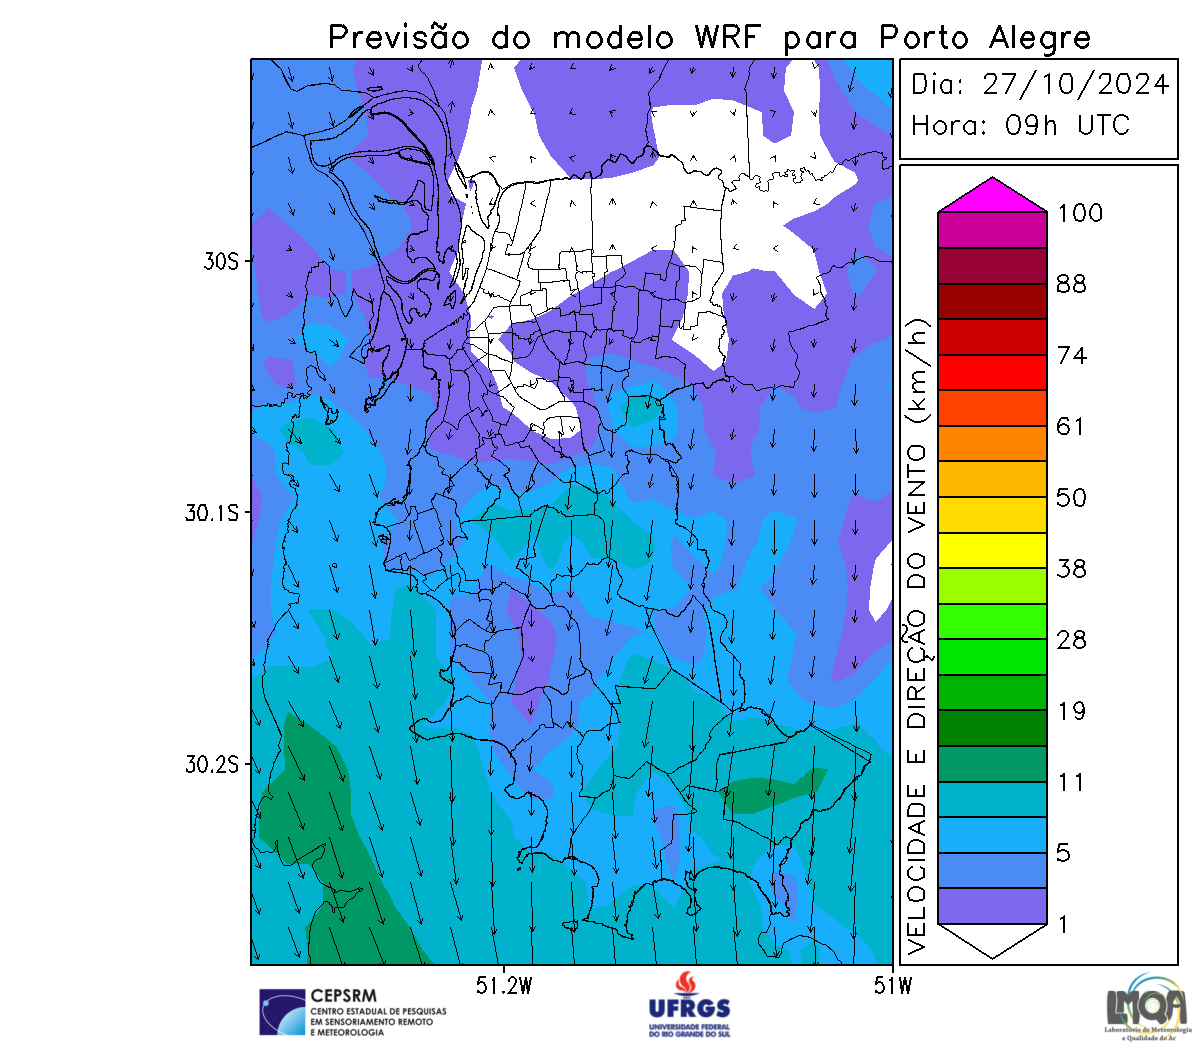 Previsão do modelo WRF para Porto Alegre
Dia: 27/10/2024
Hora: 09h UTC
30S
30.1S
30.2S
51.2W
51W
VELOCIDADE E DIREÇÃO DO VENTO (km/h)
100
88
74
61
50
38
28
19
11
5
1
CEPSRM
CENTRO ESTADUAL DE PESQUISAS
EM SENSORIAMENTO REMOTO
E METEOROLOGIA
UFRGS
UNIVERSIDADE FEDERAL
DO RIO GRANDE DO SUL
LMQA
Laboratório de Meteorologia
e Qualidade do Ar